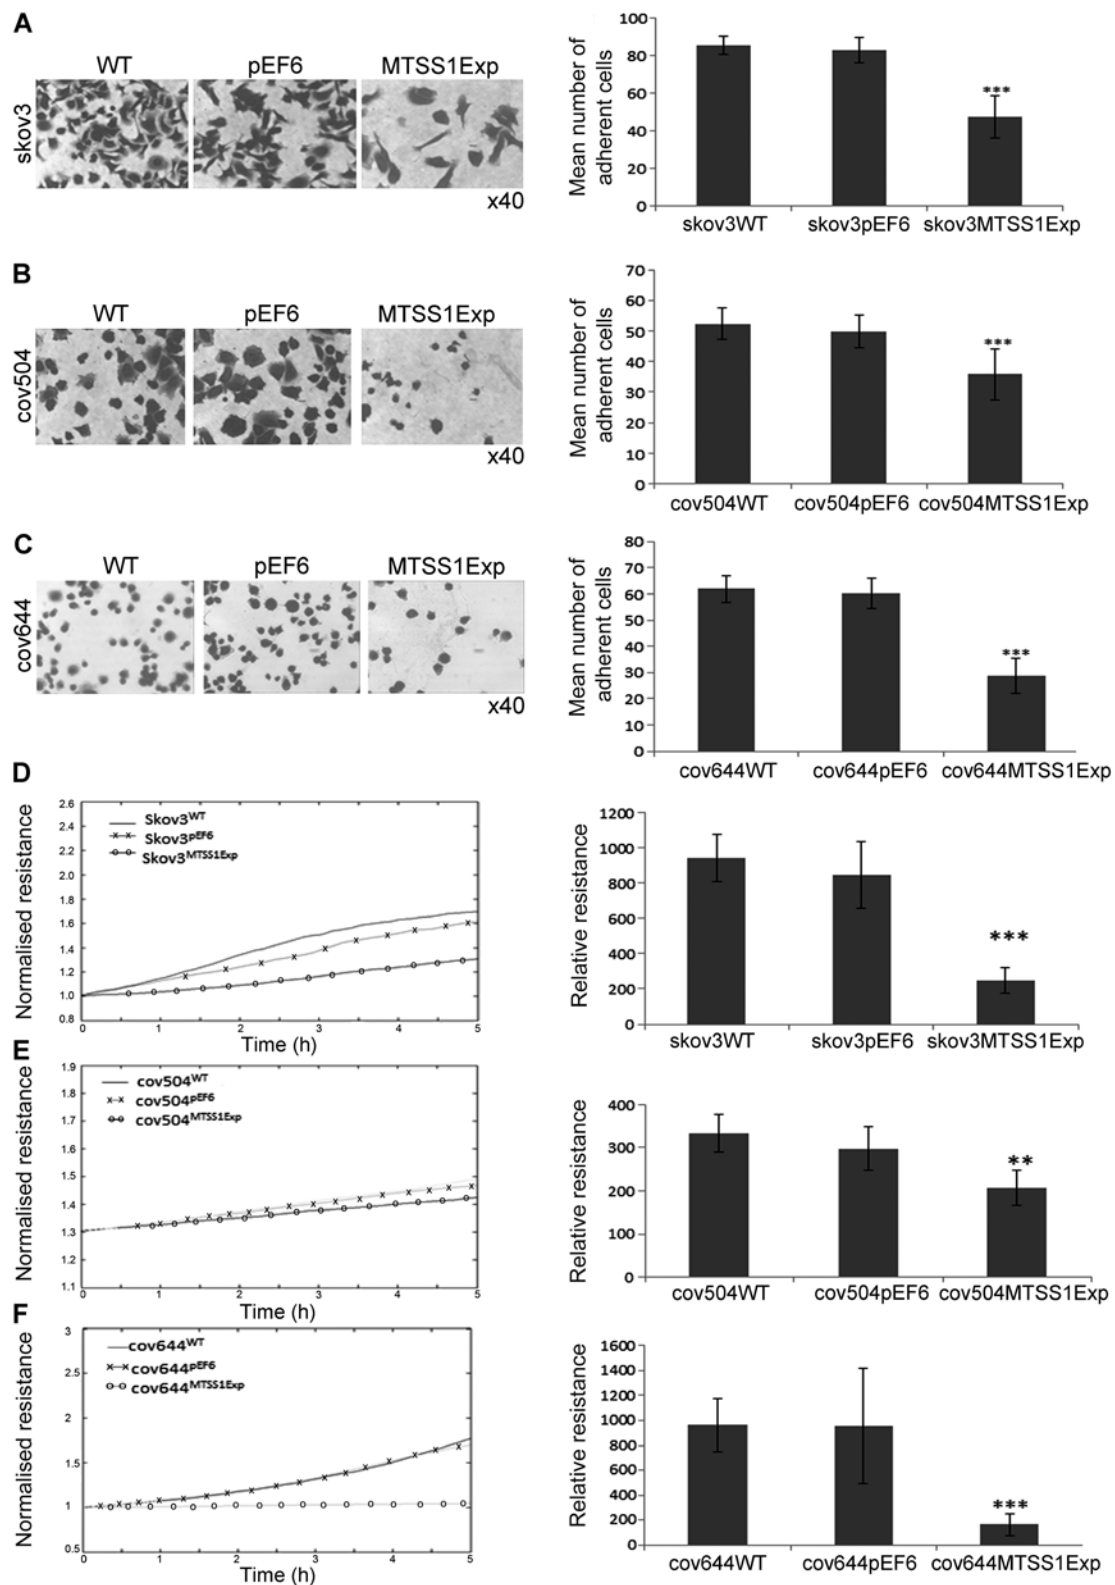 A
WT pEF6 MTSS1Exp
skov3
x40
Mean number of
adherent cells
100
80
60
40
20
0
skov3WT skov3pEF6 skov3MTSS1Exp
***
B
WT pEF6 MTSS1Exp
cov504
x40
Mean number of
adherent cells
70
60
50
40
30
20
10
0
cov504WT cov504pEF6 cov504MTSS1Exp
***
C
WT pEF6 MTSS1Exp
cov644
x40
Mean number of
adherent cells
80
70
60
50
40
30
20
10
0
cov644WT cov644pEF6 cov644MTSS1Exp
***
D
Normalised resistance
2.6
2.4
2.2
2.0
1.8
1.6
1.4
1.2
1.0
0.8
Skov3WT
Skov3pEF6
Skov3MTSS1Exp
0 1 2 3 4 5
Time (h)
Relative resistance
1200
1000
800
600
400
200
0
***
skov3WT skov3pEF6 skov3MTSS1Exp
E
Normalised resistance
1.9
1.8
1.7
1.6
1.5
1.4
1.3
1.2
1.1
cov504WT
cov504pEF6
cov504MTSS1Exp
0 1 2 3 4 5
Time (h)
Relative resistance
400
300
200
100
0
**
cov504WT cov504pEF6 cov504MTSS1Exp
F
Normalised resistance
3
2.5
2
1.5
1
0.5
cov644WT
cov644pEF6
cov644MTSS1Exp
0 1 2 3 4 5
Time (h)
Relative resistance
1600
1400
1200
1000
800
600
400
200
0
***
cov644WT cov644pEF6 cov644MTSS1Exp